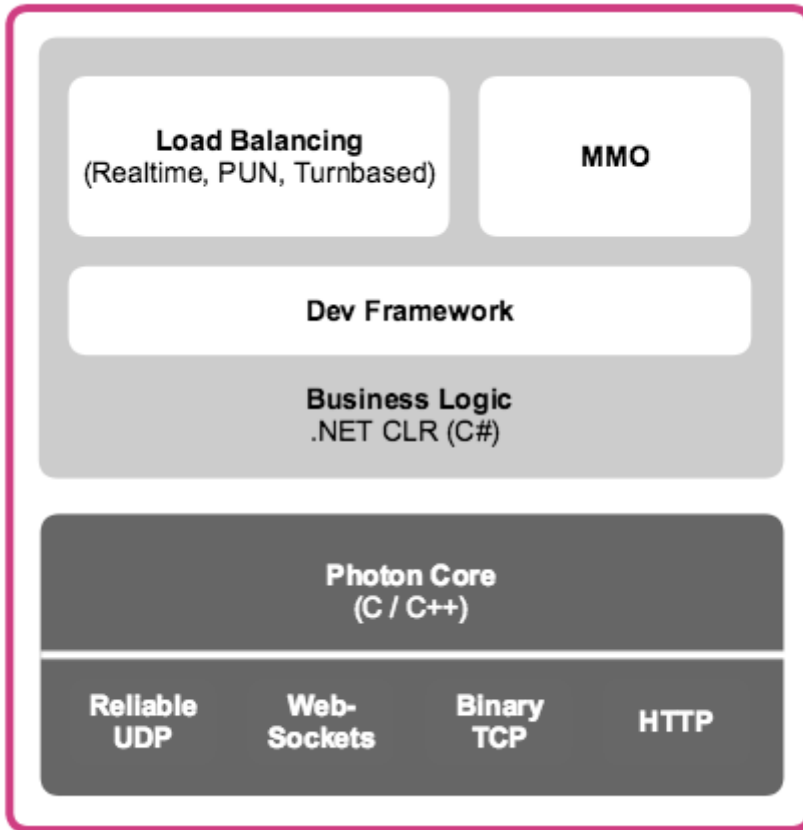 Load Balancing
(Realtime, PUN, Turnbased)
MMO
Dev Framework
Business Logic
.NET CLR (C#)
Photon Core
(C / C++)
Reliable
UDP
Web-
Sockets
Binary
TCP
HTTP